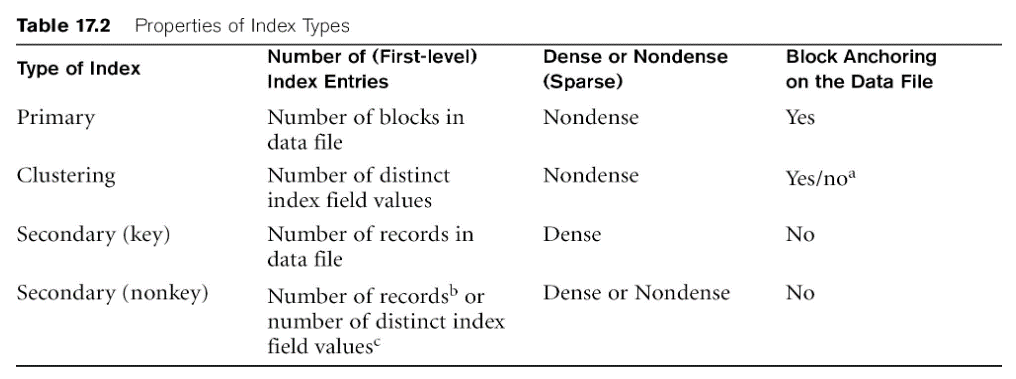 Table 17.2 Properties of Index Types
Type of Index Number of (First-level) Index Entries Dense or Nondense (Sparse) Block Anchoring on the Data File
Primary Number of blocks in data file Nondense Yes
Clustering Number of distinct index field values Nondense Yes/noᵃ
Secondary (key) Number of records in data file Dense No
Secondary (nonkey) Number of recordsᵇ or number of distinct index field valuesᶜ Dense or Nondense No